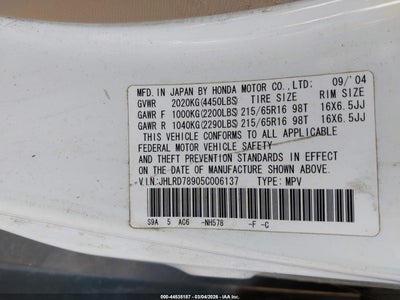 MFD. IN JAPAN BY HONDA MOTOR CO.,LTD: 09/'04
GVWR 2020KG(4450LBS) TIRE SIZE RIM SIZE
GAWR F 1000KG(2200LBS) 215/65R16 98T 16X6.5JJ
GAWR R 1040KG(2290LBS) 215/65R16 98T 16X6.5JJ
THIS VEHICLE CONFORMS TO ALL APPLICABLE
FEDERAL MOTOR VEHICLE SAFETY AND
THEFT PREVENTION STANDARDS IN EFFECT ON THE
DATE OF MANUFACTURE SHOWN ABOVE.
V.I.N:JHLRD78905C006137 TYPE: MPV
S9A 5 AC6 -NH578 -F -C
000-44535187 - 03/04/2026 - IAA